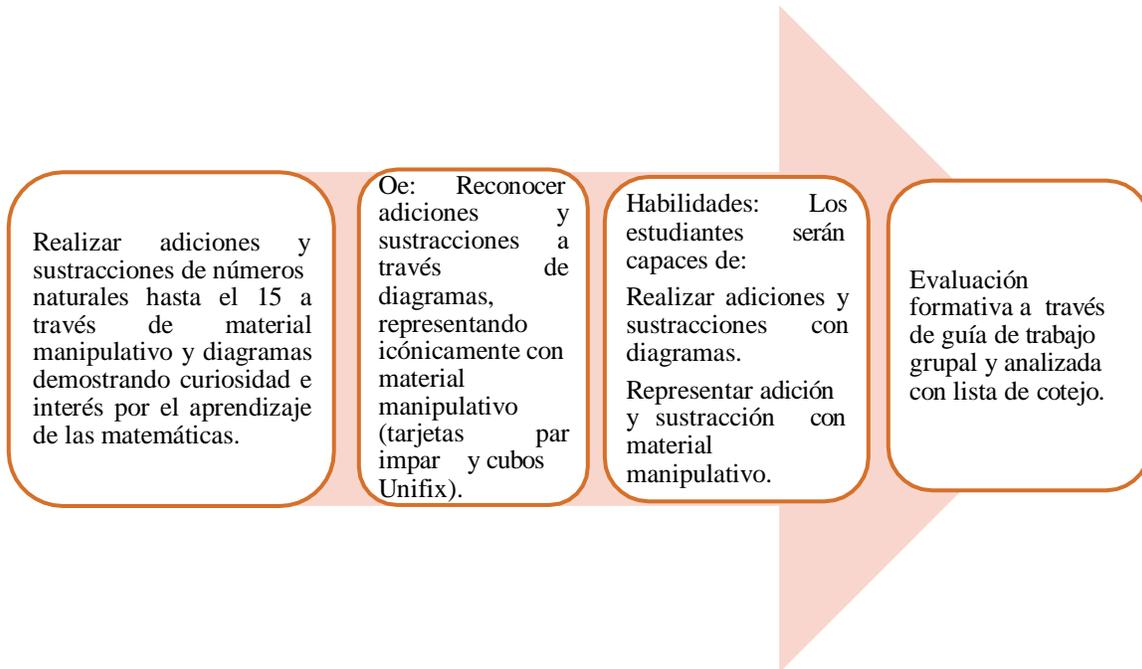 Realizar adiciones y
sustracciones de números
naturales hasta el 15 a
través de material
manipulativo y diagramas
demostrando curiosidad e
interés por el aprendizaje
de las matemáticas.
Oe: Reconocer
adiciones y
sustracciones a
través de
diagramas,
representando
icónicamente con
material
manipulativo
(tarjetas par
impar y cubos
Unifix).
Habilidades: Los
estudiantes serán
capaces de:
Realizar adiciones y
sustracciones con
diagramas.
Representar adición
y sustracción con
material
manipulativo.
Evaluación
formativa a través
de guía de trabajo
grupal y analizada
con lista de cotejo.